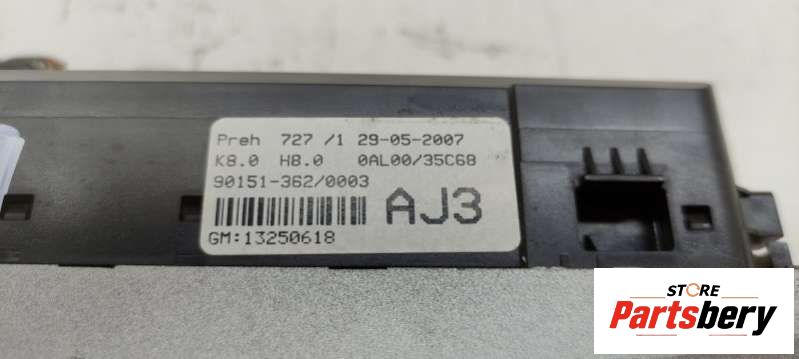 Preh 727 /1 29-05-2007
K8.0 H8.0 0AL00/35C68
90151-362/0003
AJ3
GM:13250618
STORE
Partsbery